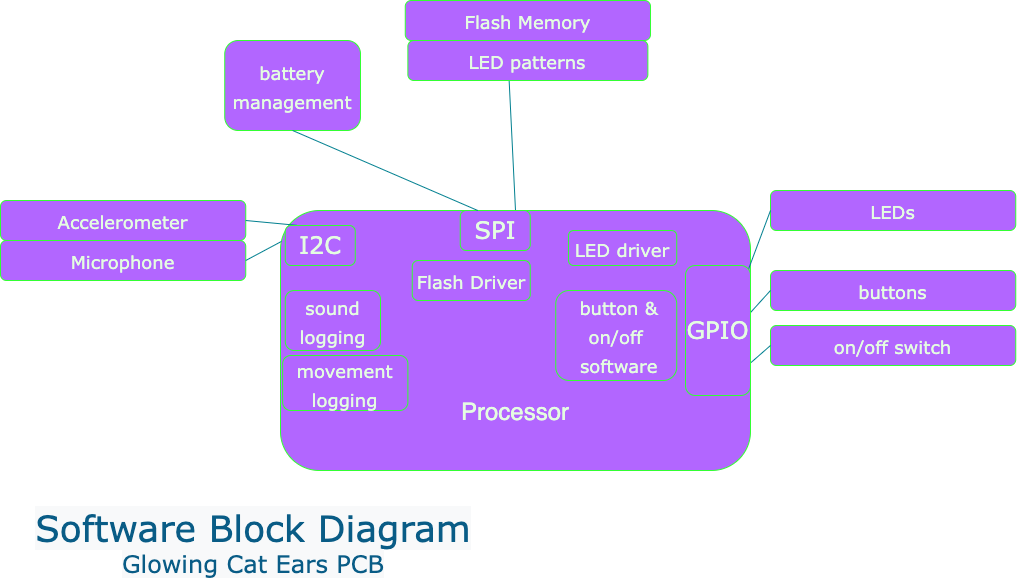 Flash Memory
LED patterns
battery
management
Accelerometer
Microphone
LEDs
buttons
on/off switch
I2C
SPI
LED driver
Flash Driver
sound
logging
movement
logging
button &
on/off
software
GPIO
Processor
Software Block Diagram
Glowing Cat Ears PCB